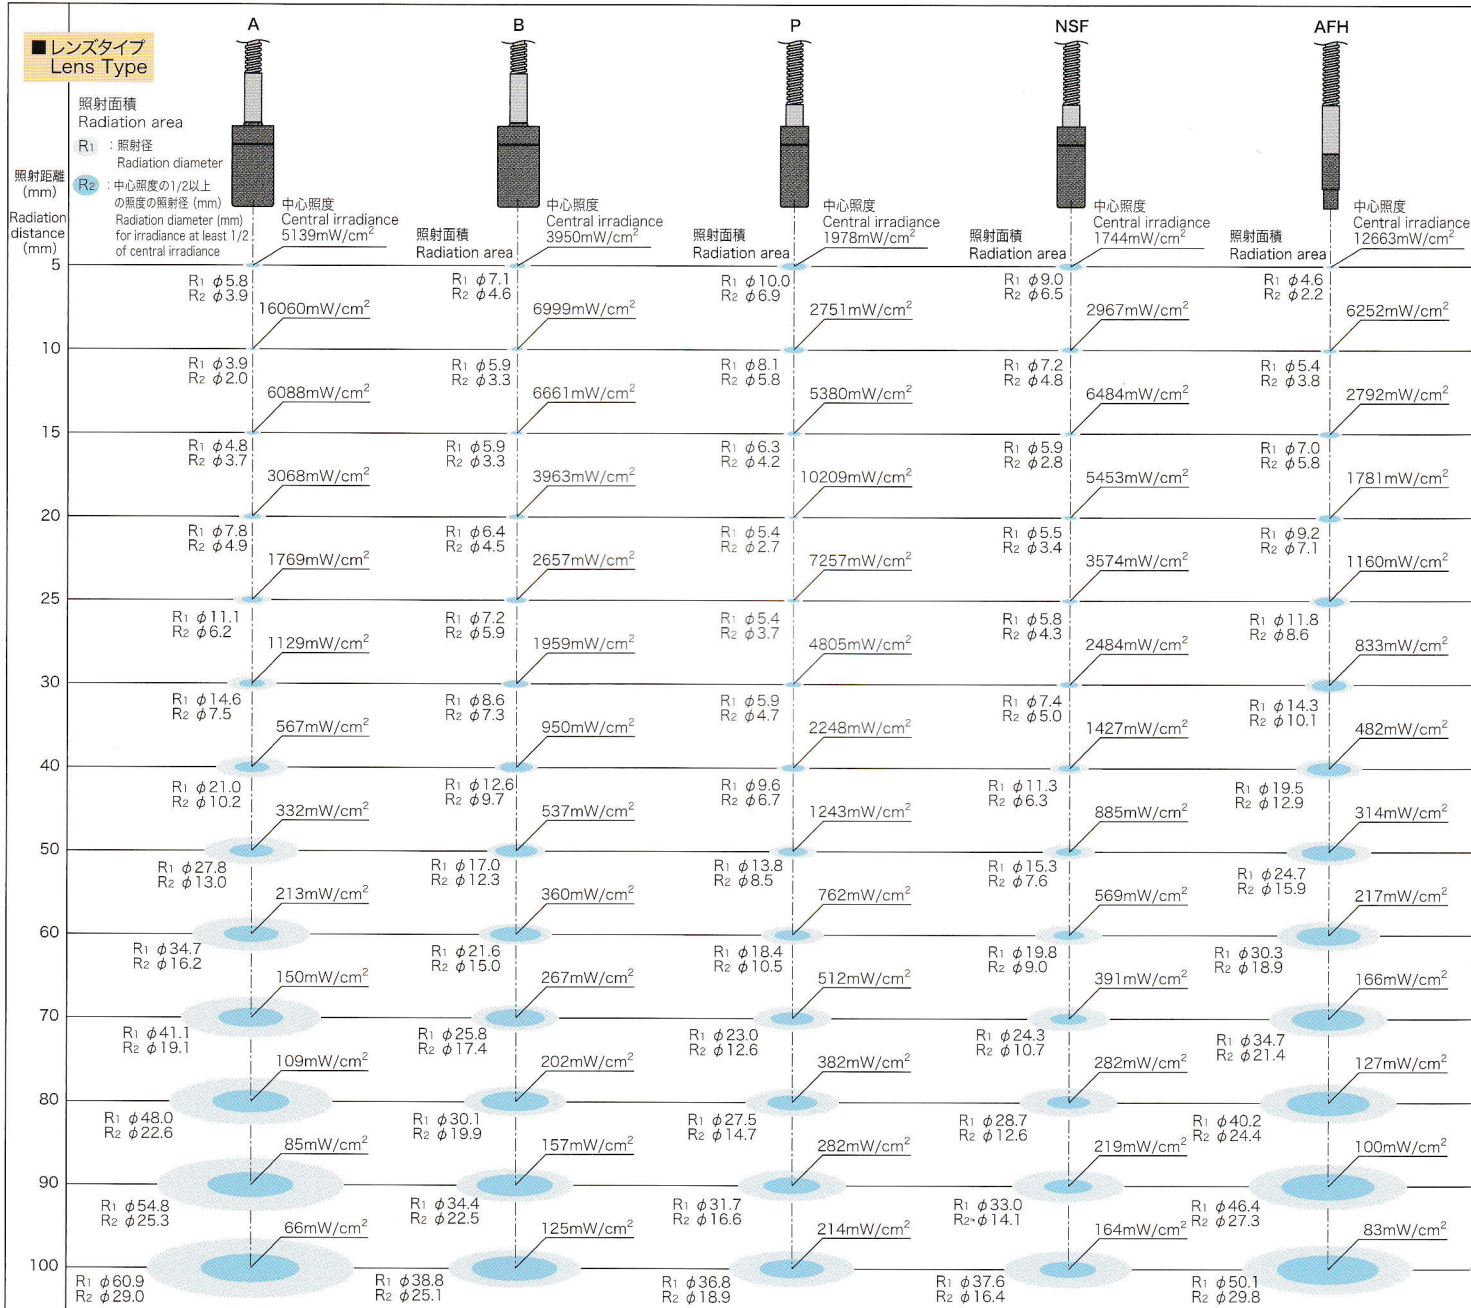 A B P NSF AFH
■レンズタイプ
Lens Type
照射面積
Radiation area
R1 : 照射径
Radiation diameter
照射距離
(mm)
R2 : 中心照度の1/2以上
の照度の照射径 (mm)
Radiation diameter (mm)
for irradiance at least 1/2
of central irradiance
Radiation
distance
(mm)
中心照度 中心照度 中心照度 中心照度 中心照度
Central irradiance Central irradiance Central irradiance Central irradiance Central irradiance
5139mW/cm² 3950mW/cm² 1978mW/cm² 1744mW/cm² 12663mW/cm²
照射面積 照射面積 照射面積 照射面積
Radiation area Radiation area Radiation area Radiation area
5
R1 φ5.8 R1 φ7.1 R1 φ10.0 R1 φ9.0 R1 φ4.6
R2 φ3.9 R2 φ4.6 R2 φ6.9 R2 φ6.5 R2 φ2.2
16060mW/cm² 6999mW/cm² 2751mW/cm² 2967mW/cm² 6252mW/cm²
10
R1 φ3.9 R1 φ5.9 R1 φ8.1 R1 φ7.2 R1 φ5.4
R2 φ2.0 R2 φ3.3 R2 φ5.8 R2 φ4.8 R2 φ3.8
6088mW/cm² 6661mW/cm² 5380mW/cm² 6484mW/cm² 2792mW/cm²
15
R1 φ4.8 R1 φ5.9 R1 φ6.3 R1 φ5.9 R1 φ7.0
R2 φ3.7 R2 φ3.3 R2 φ4.2 R2 φ2.8 R2 φ5.8
3068mW/cm² 3963mW/cm² 10209mW/cm² 5453mW/cm² 1781mW/cm²
20
R1 φ7.8 R1 φ6.4 R1 φ5.4 R1 φ5.5 R1 φ9.2
R2 φ4.9 R2 φ4.5 R2 φ2.7 R2 φ3.4 R2 φ7.1
1769mW/cm² 2657mW/cm² 7257mW/cm² 3574mW/cm² 1160mW/cm²
25
R1 φ11.1 R1 φ7.2 R1 φ5.4 R1 φ5.8 R1 φ11.8
R2 φ6.2 R2 φ5.9 R2 φ3.7 R2 φ4.3 R2 φ8.6
1129mW/cm² 1959mW/cm² 4805mW/cm² 2484mW/cm² 833mW/cm²
30
R1 φ14.6 R1 φ8.6 R1 φ5.9 R1 φ7.4 R1 φ14.3
R2 φ7.5 R2 φ7.3 R2 φ4.7 R2 φ5.0 R2 φ10.1
567mW/cm² 950mW/cm² 2248mW/cm² 1427mW/cm² 482mW/cm²
40
R1 φ21.0 R1 φ12.6 R1 φ9.6 R1 φ11.3 R1 φ19.5
R2 φ10.2 R2 φ9.7 R2 φ6.7 R2 φ6.3 R2 φ12.9
332mW/cm² 537mW/cm² 1243mW/cm² 885mW/cm² 314mW/cm²
50
R1 φ27.8 R1 φ17.0 R1 φ13.8 R1 φ15.3 R1 φ24.7
R2 φ13.0 R2 φ12.3 R2 φ8.5 R2 φ7.6 R2 φ15.9
213mW/cm² 360mW/cm² 762mW/cm² 569mW/cm² 217mW/cm²
60
R1 φ34.7 R1 φ21.6 R1 φ18.4 R1 φ19.8 R1 φ30.3
R2 φ16.2 R2 φ15.0 R2 φ10.5 R2 φ9.0 R2 φ18.9
150mW/cm² 267mW/cm² 512mW/cm² 391mW/cm² 166mW/cm²
70
R1 φ41.1 R1 φ25.8 R1 φ23.0 R1 φ24.3 R1 φ34.7
R2 φ19.1 R2 φ17.4 R2 φ12.6 R2 φ10.7 R2 φ21.4
109mW/cm² 202mW/cm² 382mW/cm² 282mW/cm² 127mW/cm²
80
R1 φ48.0 R1 φ30.1 R1 φ27.5 R1 φ28.7 R1 φ40.2
R2 φ22.6 R2 φ19.9 R2 φ14.7 R2 φ12.6 R2 φ24.4
85mW/cm² 157mW/cm² 282mW/cm² 219mW/cm² 100mW/cm²
90
R1 φ54.8 R1 φ34.4 R1 φ31.7 R1 φ33.0 R1 φ46.4
R2 φ25.3 R2 φ22.5 R2 φ16.6 R2 φ14.1 R2 φ27.3
66mW/cm² 125mW/cm² 214mW/cm² 164mW/cm² 83mW/cm²
100
R1 φ60.9 R1 φ38.8 R1 φ36.8 R1 φ37.6 R1 φ50.1
R2 φ29.0 R2 φ25.1 R2 φ18.9 R2 φ16.4 R2 φ29.8